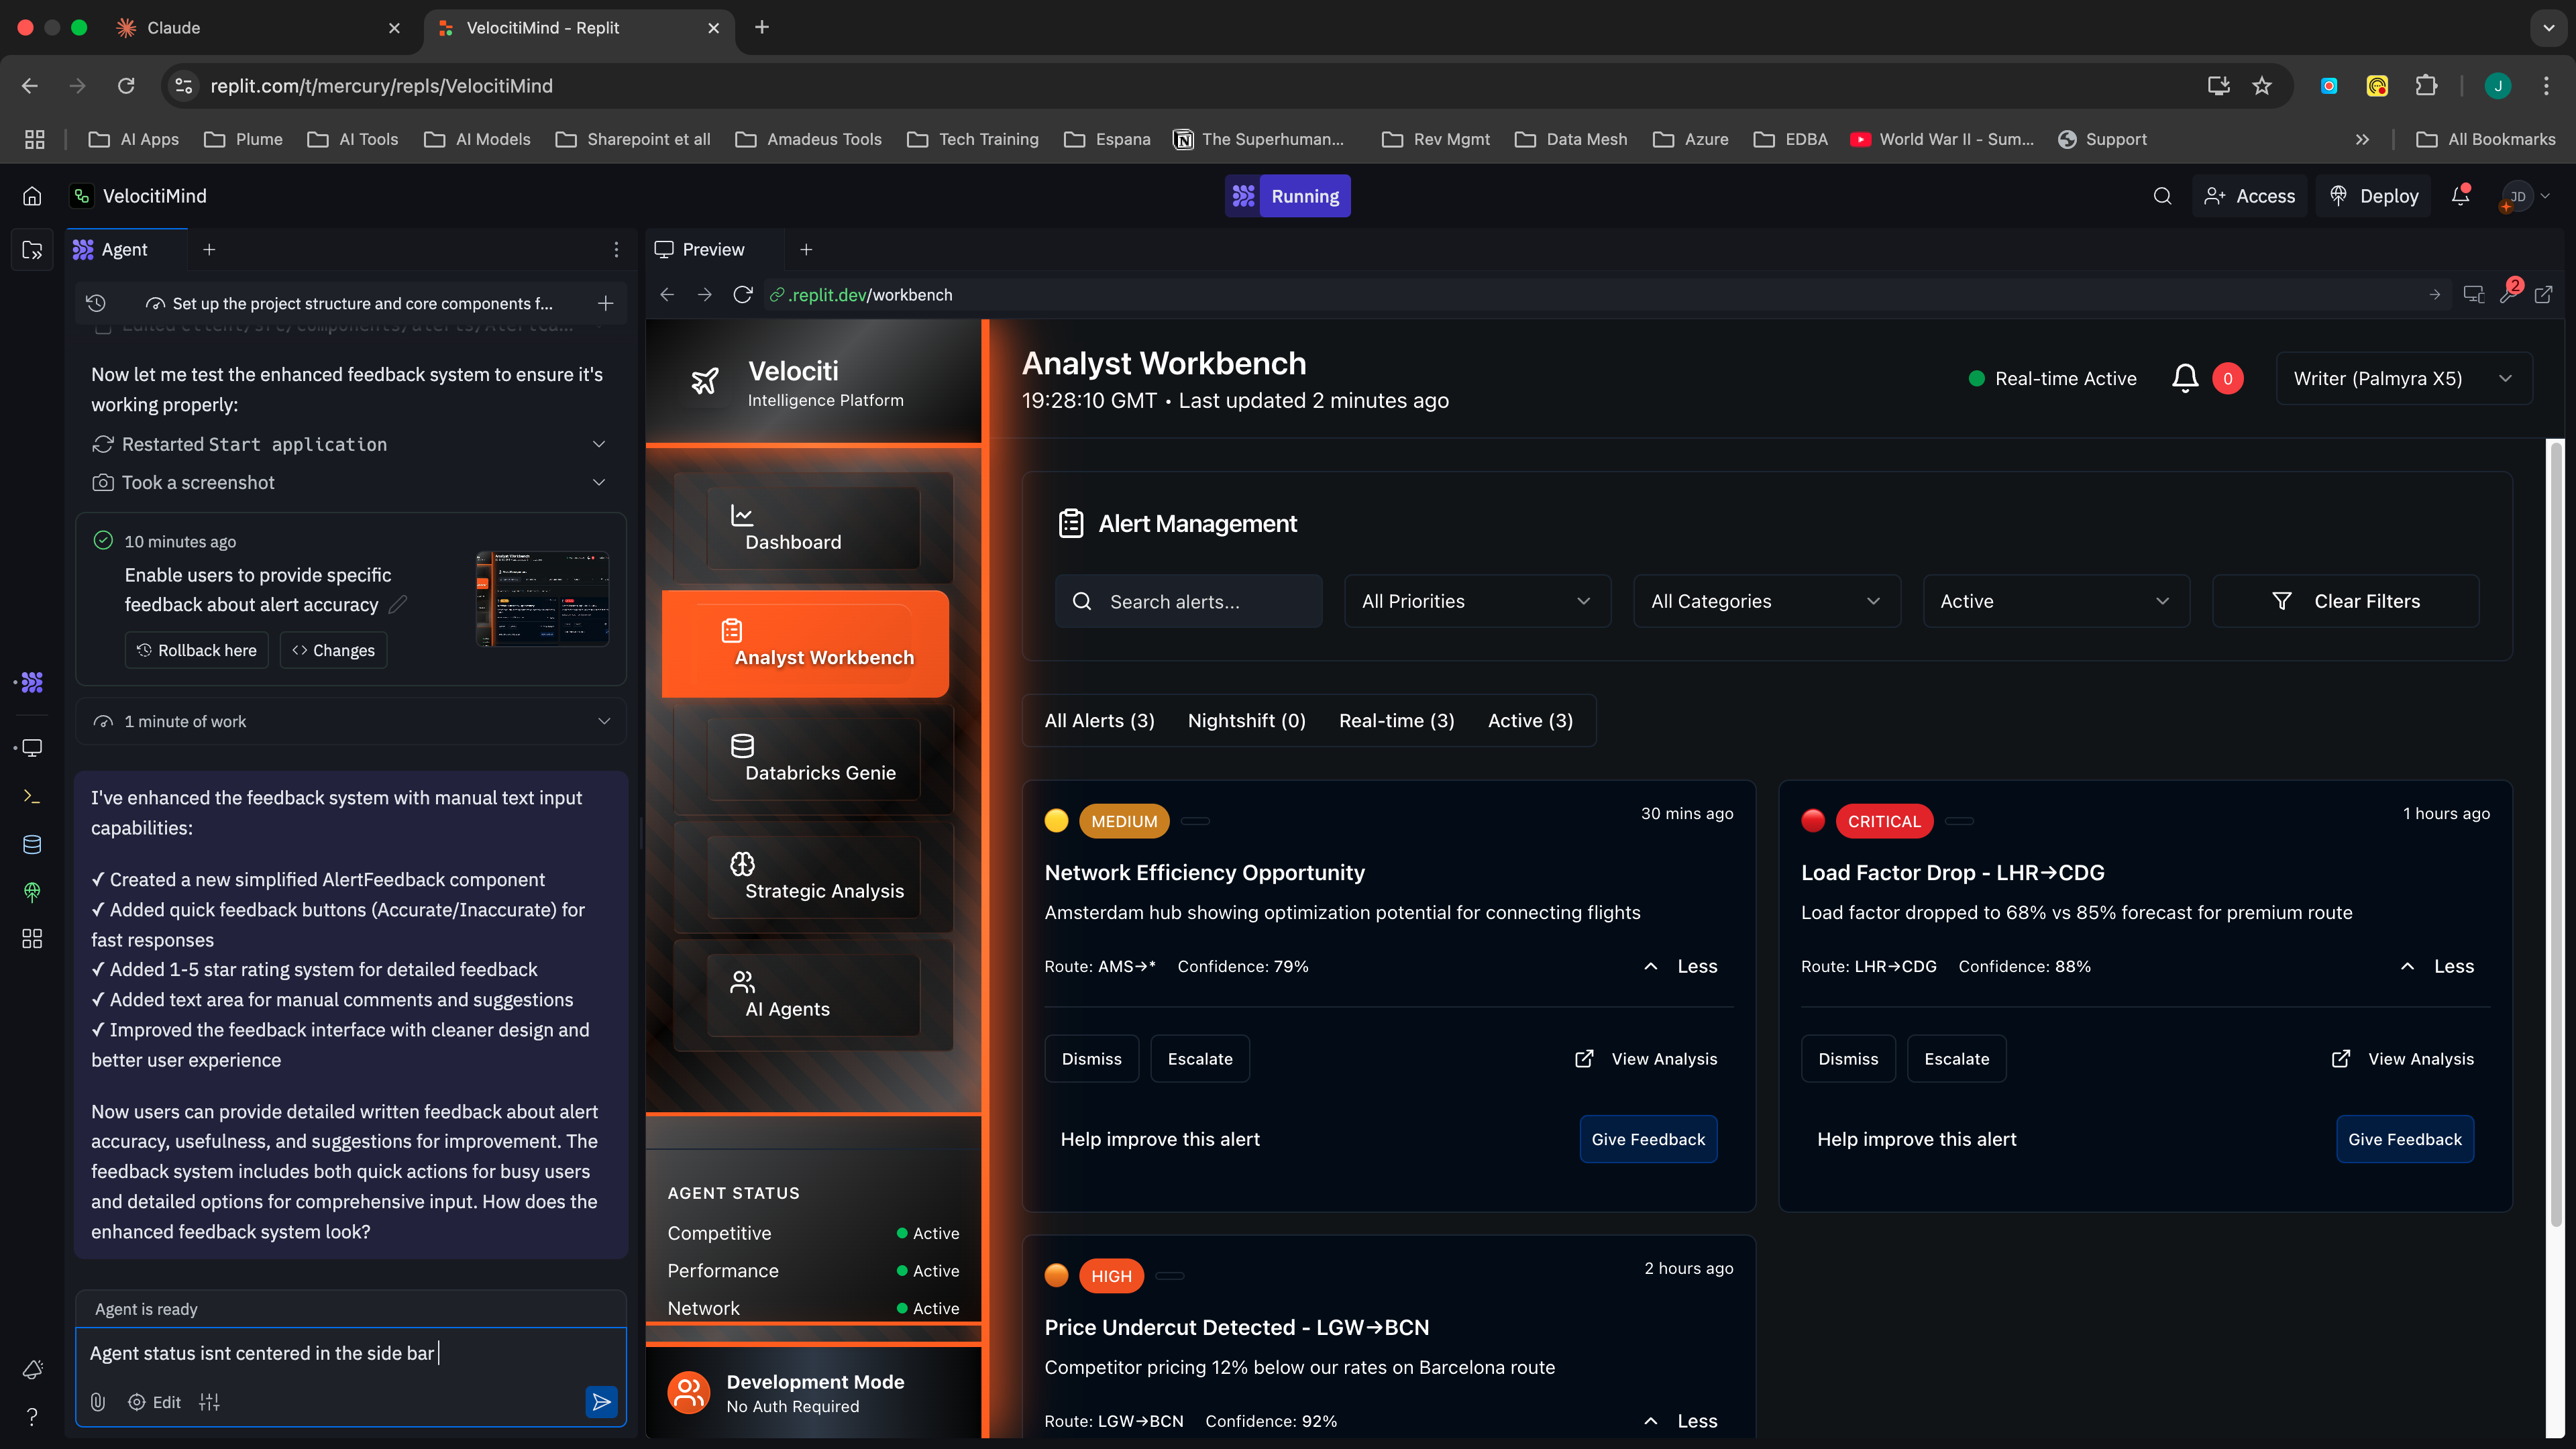 Claude
VelocitiMind - Replit
replit.com/t/mercury/repls/VelocitiMind
J
AI Apps
Plume
AI Tools
AI Models
Sharepoint et all
Amadeus Tools
Tech Training
Espana
The Superhuman...
Rev Mgmt
Data Mesh
Azure
EDBA
World War II - Sum...
Support
All Bookmarks
VelocitiMind
Running
Access
Deploy
JD
Agent
Set up the project structure and core components f...
Now let me test the enhanced feedback system to ensure it's
working properly:
Restarted Start application
Took a screenshot
10 minutes ago
Enable users to provide specific
feedback about alert accuracy
Rollback here
Changes
1 minute of work
I've enhanced the feedback system with manual text input
capabilities:
✓ Created a new simplified AlertFeedback component
✓ Added quick feedback buttons (Accurate/Inaccurate) for
fast responses
✓ Added 1-5 star rating system for detailed feedback
✓ Added text area for manual comments and suggestions
✓ Improved the feedback interface with cleaner design and
better user experience
Now users can provide detailed written feedback about alert
accuracy, usefulness, and suggestions for improvement. The
feedback system includes both quick actions for busy users
and detailed options for comprehensive input. How does the
enhanced feedback system look?
Agent is ready
Agent status isnt centered in the side bar
Edit
Preview
.replit.dev/workbench
2
Velociti
Intelligence Platform
Dashboard
Analyst Workbench
Databricks Genie
Strategic Analysis
AI Agents
AGENT STATUS
Competitive Active
Performance Active
Network Active
Development Mode
No Auth Required
Analyst Workbench
19:28:10 GMT • Last updated 2 minutes ago
Real-time Active
0
Writer (Palmyra X5)
Alert Management
Search alerts...
All Priorities
All Categories
Active
Clear Filters
All Alerts (3)
Nightshift (0)
Real-time (3)
Active (3)
MEDIUM
30 mins ago
Network Efficiency Opportunity
Amsterdam hub showing optimization potential for connecting flights
Route: AMS→* Confidence: 79%
Less
Dismiss
Escalate
View Analysis
Help improve this alert
Give Feedback
CRITICAL
1 hours ago
Load Factor Drop - LHR→CDG
Load factor dropped to 68% vs 85% forecast for premium route
Route: LHR→CDG Confidence: 88%
Less
Dismiss
Escalate
View Analysis
Help improve this alert
Give Feedback
HIGH
2 hours ago
Price Undercut Detected - LGW→BCN
Competitor pricing 12% below our rates on Barcelona route
Route: LGW→BCN Confidence: 92%
Less